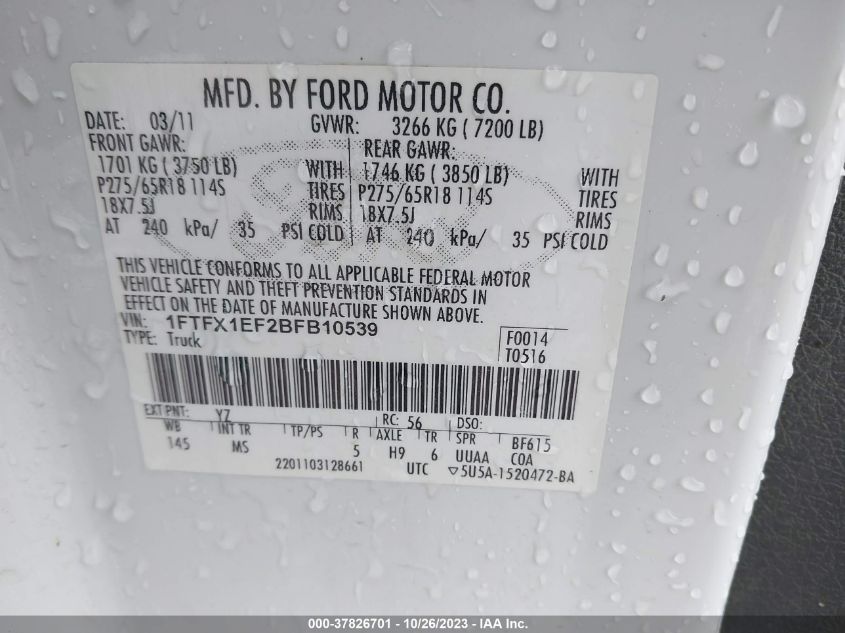 MFD. BY FORD MOTOR CO.
DATE: 03/11 GVWR: 3266 KG ( 7200 LB)
FRONT GAWR: REAR GAWR:
1701 KG ( 3750 LB) WITH 1746 KG ( 3850 LB) WITH
P275/65R18 114S TIRES P275/65R18 114S TIRES
18X7.5J RIMS 18X7.5J RIMS
AT 240 kPa/ 35 PSI COLD AT 240 kPa/ 35 PSI COLD
THIS VEHICLE CONFORMS TO ALL APPLICABLE FEDERAL MOTOR
VEHICLE SAFETY AND THEFT PREVENTION STANDARDS IN
EFFECT ON THE DATE OF MANUFACTURE SHOWN ABOVE.
VIN: 1FTFX1EF2BFB10539 F0014
TYPE: Truck T0516
EXT PNT: YZ RC: 56 DSO:
WB INT TR TP/PS R AXLE TR SPR BF615
145 MS 5 H9 6 UUAA COA
2201103128661 UTC ▽5U5A-1520472-BA
000-37826701 - 10/26/2023 - IAA Inc.